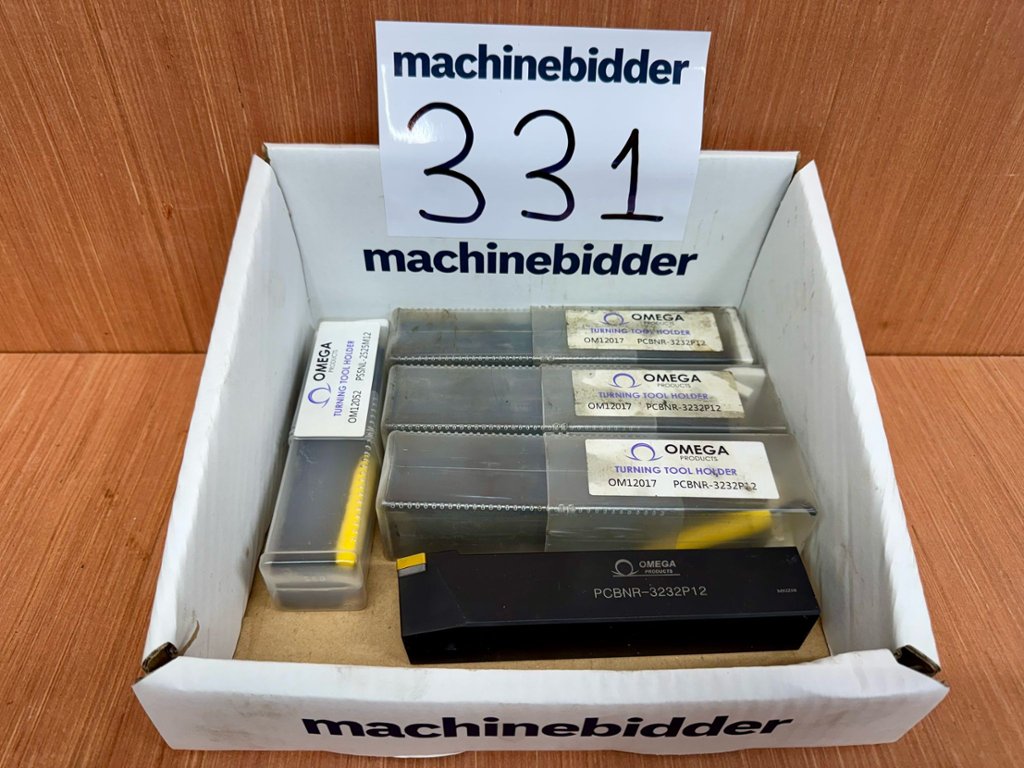 machinebidder
331
machinebidder
OMEGA
PRODUCTS
TURNING TOOL HOLDER
OM12052 PSSNL-2525M12
OMEGA
PRODUCTS
TURNING TOOL HOLDER
OM12017 PCBNR-3232P12
OMEGA
PRODUCTS
TURNING TOOL HOLDER
OM12017 PCBNR-3232P12
OMEGA
PRODUCTS
TURNING TOOL HOLDER
OM12017 PCBNR-3232P12
OMEGA
PRODUCTS
PCBNR-3232P12
machinebidder